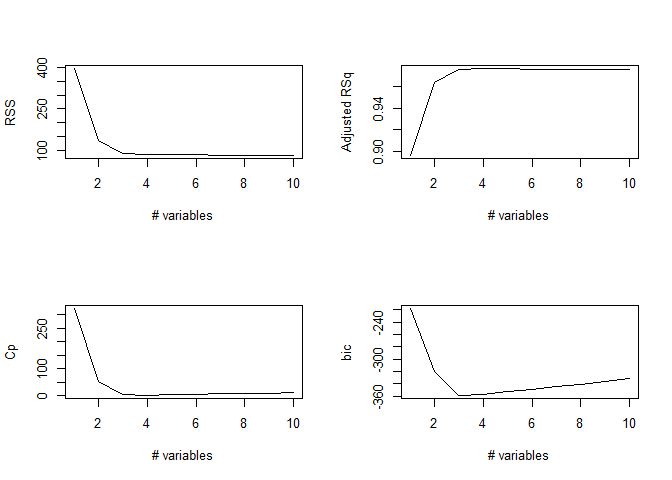 RSS
100 250 400
2 4 6 8 10
# variables
Adjusted RSq
0.90 0.94
2 4 6 8 10
# variables
Cp
0 100 250
2 4 6 8 10
# variables
bic
-360 -300 -240
2 4 6 8 10
# variables